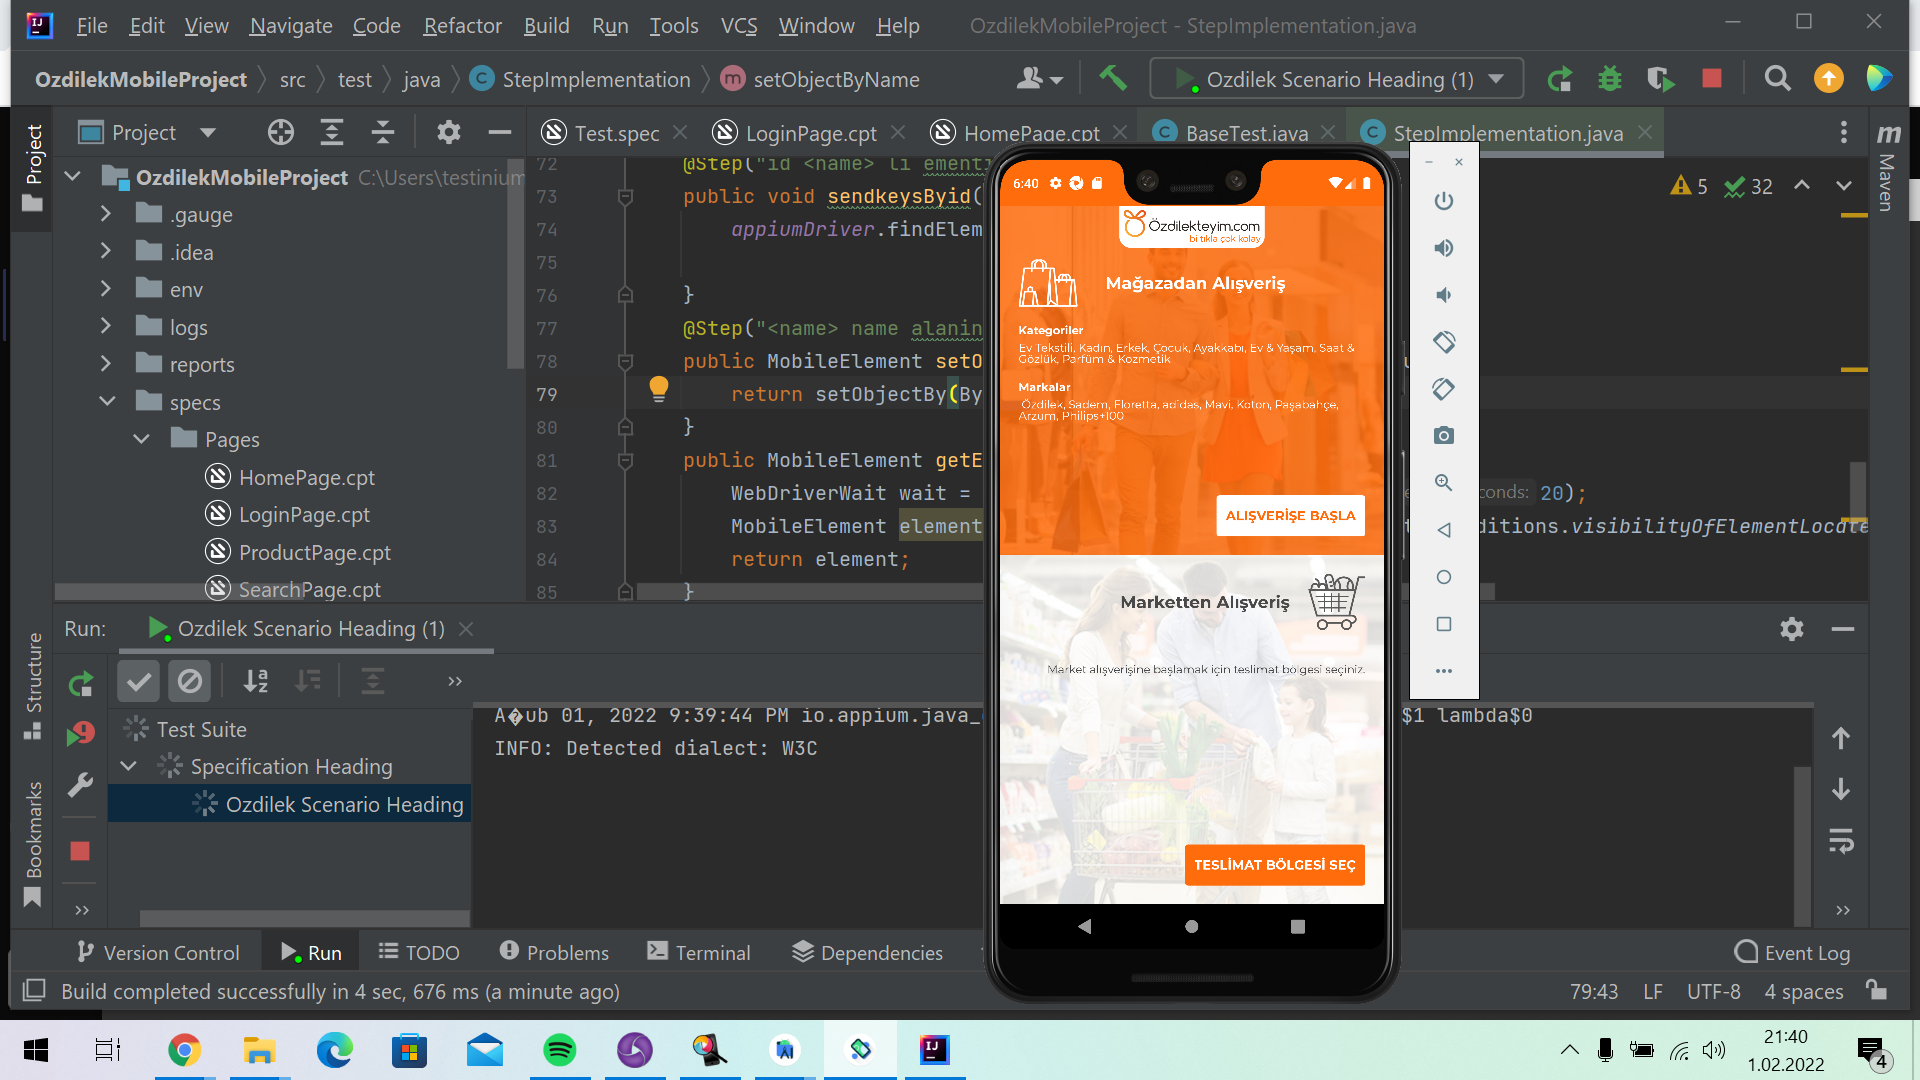 File Edit View Navigate Code Refactor Build Run Tools VCS Window Help OzdilekMobileProject - StepImplementation.java
OzdilekMobileProject src test java StepImplementation setObjectByName
Ozdilek Scenario Heading (1)
Project
Test.spec LoginPage.cpt HomePage.cpt BaseTest.java StepImplementation.java
Project
Maven
OzdilekMobileProject C:\Users\testinium
.gauge
.idea
env
logs
reports
specs
Pages
HomePage.cpt
LoginPage.cpt
ProductPage.cpt
SearchPage.cpt
5 32
72 @Step("id <name> li ementi
73 public void sendkeysByid(
74 appiumDriver.findElem
75
76 }
77 @Step("<name> name alanin
78 public MobileElement setO
79 return setObjectBy(By
80 }
81 public MobileElement getE
82 WebDriverWait wait = conds: 20);
83 MobileElement element ditions.visibilityOfElementLocate
84 return element;
85 }
6:40
Özdilekteyim.com
bi tıkla çok kolay
Mağazadan Alışveriş
Kategoriler
Ev Tekstili, Kadın, Erkek, Çocuk, Ayakkabı, Ev & Yaşam, Saat &
Gözlük, Parfüm & Kozmetik
Markalar
Özdilek, Sadem, Floretta, adidas, Mavi, Koton, Paşabahçe,
Arzum, Philips+100
ALIŞVERİŞE BAŞLA
Marketten Alışveriş
Market alışverişine başlamak için teslimat bölgesi seçiniz.
TESLİMAT BÖLGESİ SEÇ
Run: Ozdilek Scenario Heading (1)
Structure
Bookmarks
Test Suite
Specification Heading
Ozdilek Scenario Heading
A�ub 01, 2022 9:39:44 PM io.appium.java_ $1 lambda$0
INFO: Detected dialect: W3C
Version Control Run TODO Problems Terminal Dependencies Event Log
Build completed successfully in 4 sec, 676 ms (a minute ago) 79:43 LF UTF-8 4 spaces
21:40
1.02.2022
4